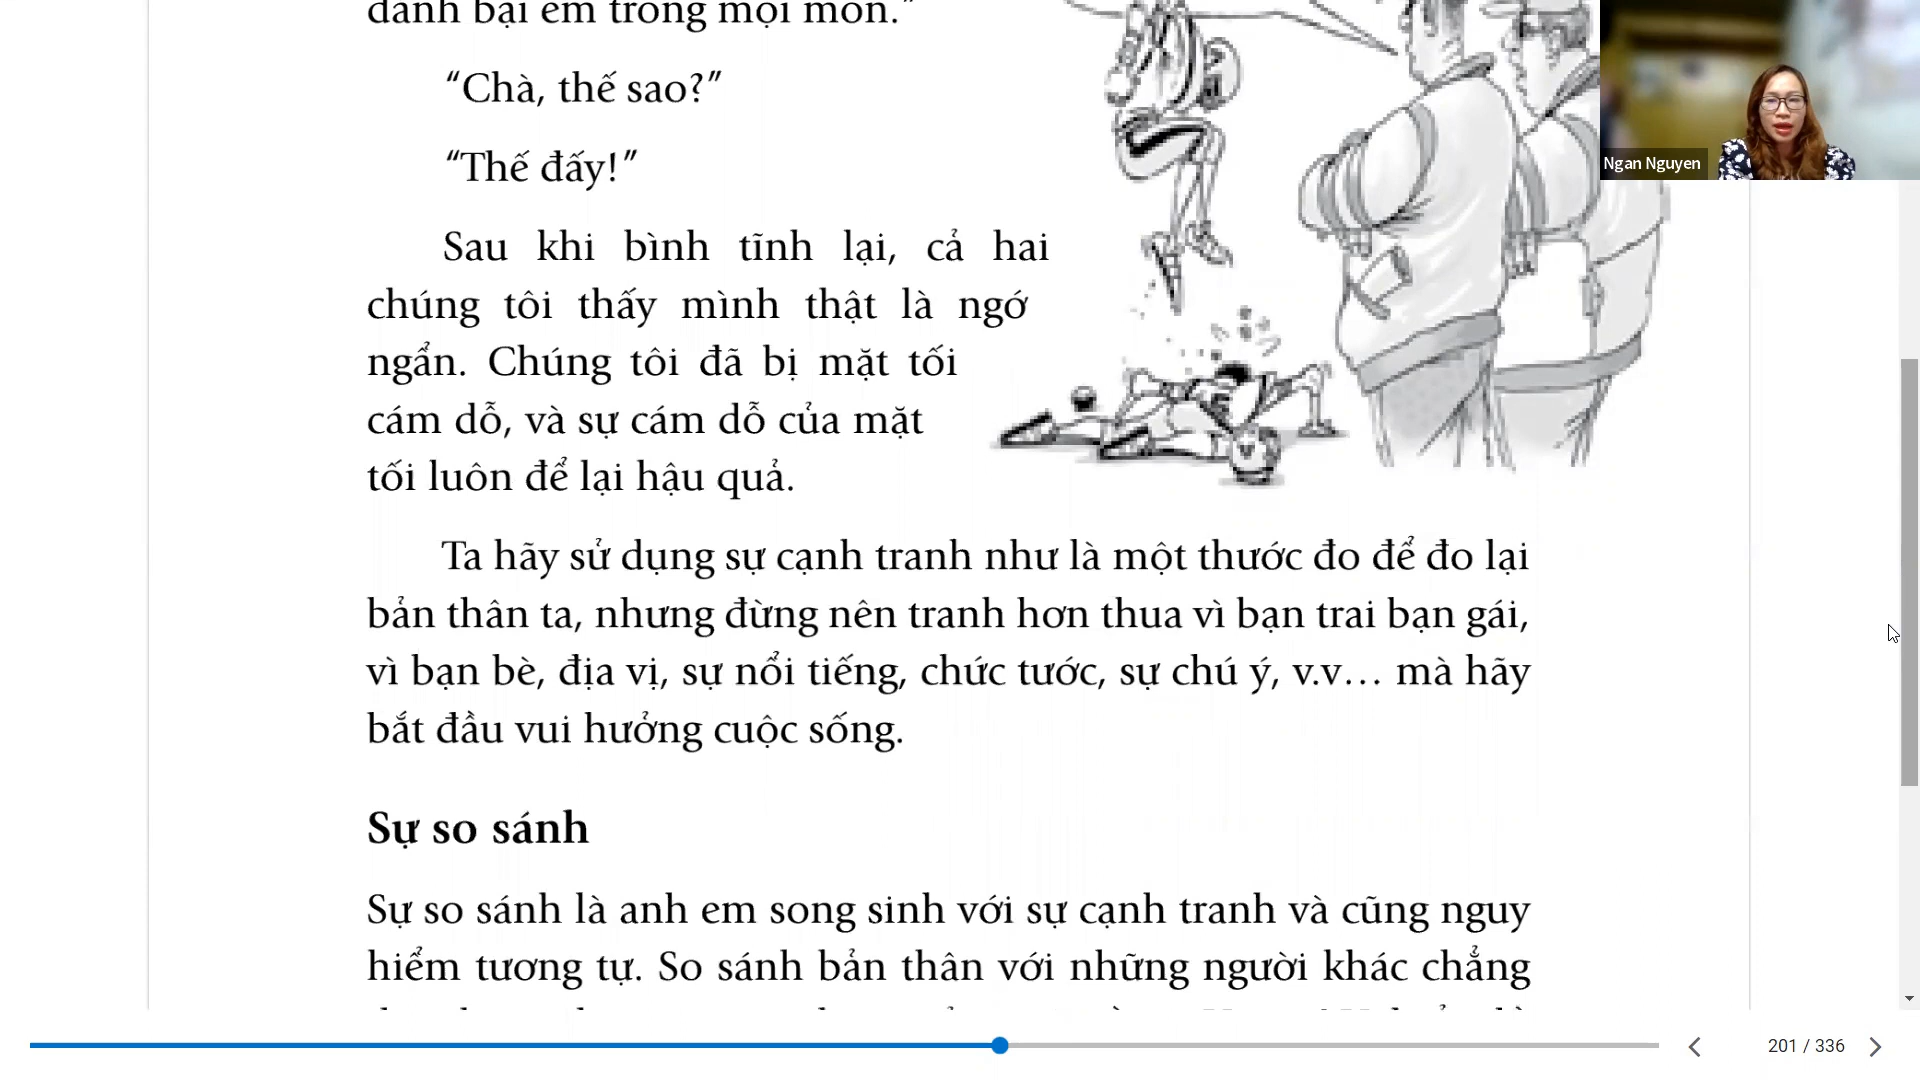 đánh bại em trong mọi môn.”
“Chà, thế sao?”
“Thế đấy!”
Sau khi bình tĩnh lại, cả hai
chúng tôi thấy mình thật là ngớ
ngẩn. Chúng tôi đã bị mặt tối
cám dỗ, và sự cám dỗ của mặt
tối luôn để lại hậu quả.
Ta hãy sử dụng sự cạnh tranh như là một thước đo để đo lại
bản thân ta, nhưng đừng nên tranh hơn thua vì bạn trai bạn gái,
vì bạn bè, địa vị, sự nổi tiếng, chức tước, sự chú ý, v.v… mà hãy
bắt đầu vui hưởng cuộc sống.
Sự so sánh
Sự so sánh là anh em song sinh với sự cạnh tranh và cũng nguy
hiểm tương tự. So sánh bản thân với những người khác chẳng
Ngan Nguyen
201 / 336